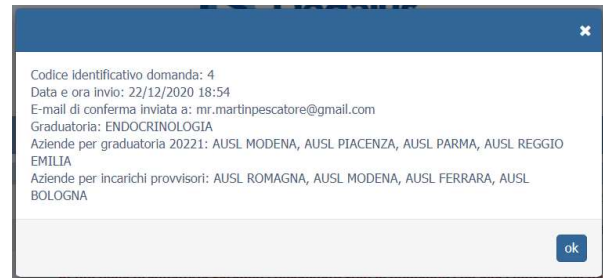 ×
Codice identificativo domanda: 4
Data e ora invio: 22/12/2020 18:54
E-mail di conferma inviata a: mr.martinpescatore@gmail.com
Graduatoria: ENDOCRINOLOGIA
Aziende per graduatoria 20221: AUSL MODENA, AUSL PIACENZA, AUSL PARMA, AUSL REGGIO
EMILIA
Aziende per incarichi provvisori: AUSL ROMAGNA, AUSL MODENA, AUSL FERRARA, AUSL
BOLOGNA
ok